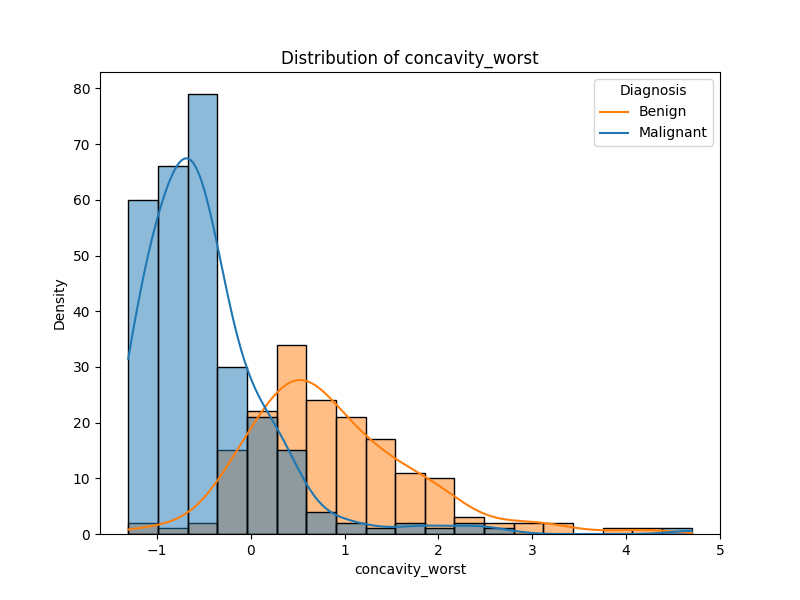 Distribution of concavity_worst
Diagnosis
Benign
Malignant
Density
80
70
60
50
40
30
20
10
0
−1
0
1
2
3
4
5
concavity_worst